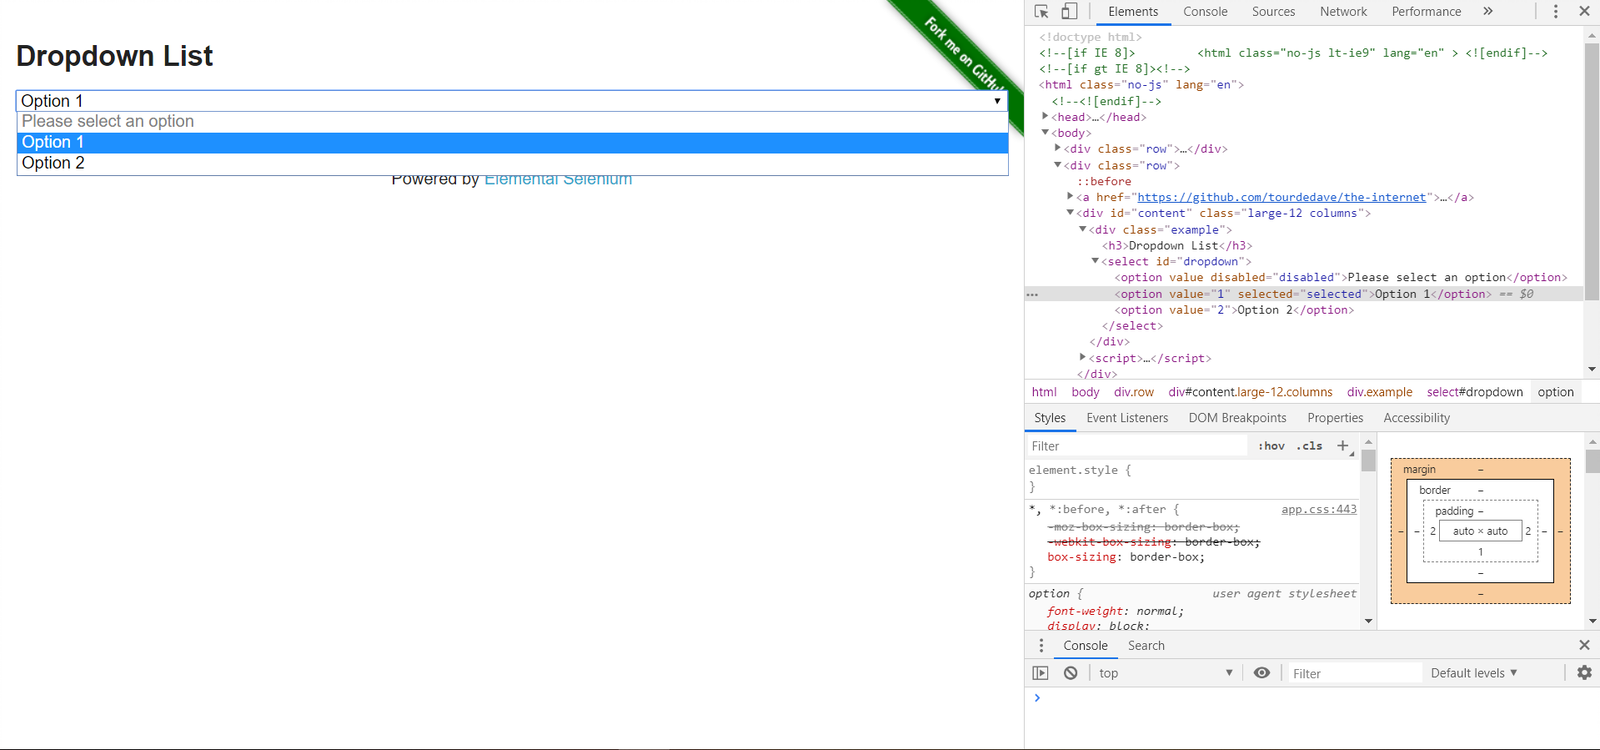 Dropdown List
Fork me on GitHu
Option 1
Please select an option
Option 1
Option 2
Powered by Elemental Selenium
Elements Console Sources Network Performance »
<!doctype html>
<!--[if IE 8]> <html class="no-js lt-ie9" lang="en" > <![endif]-->
<!--[if gt IE 8]><!-->
<html class="no-js" lang="en">
<!--<![endif]-->
<head>…</head>
<body>
<div class="row">…</div>
<div class="row">
::before
<a href="https://github.com/tourdedave/the-internet">…</a>
<div id="content" class="large-12 columns">
<div class="example">
<h3>Dropdown List</h3>
<select id="dropdown">
<option value disabled="disabled">Please select an option</option>
<option value="1" selected="selected">Option 1</option> == $0
<option value="2">Option 2</option>
</select>
</div>
<script>…</script>
</div>
html body div.row div#content.large-12.columns div.example select#dropdown option
Styles Event Listeners DOM Breakpoints Properties Accessibility
Filter :hov .cls +
element.style {
}
*, *:before, *:after { app.css:443
-moz-box-sizing: border-box;
-webkit-box-sizing: border-box;
box-sizing: border-box;
}
option { user agent stylesheet
font-weight: normal;
display: block;
margin –
border –
padding –
– – 2 auto × auto 2 – –
1
–
–
Console Search
top Filter Default levels